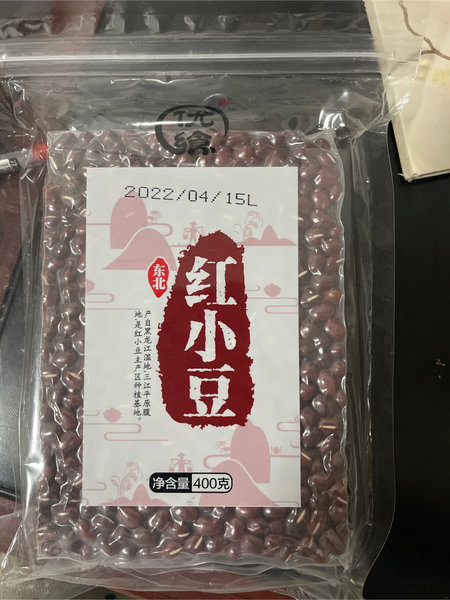 优
2022/04/15L
东北
红小豆
产自黑龙江湿地·三江平原腹
地·是红小豆主产区种植基地。
净含量 400克